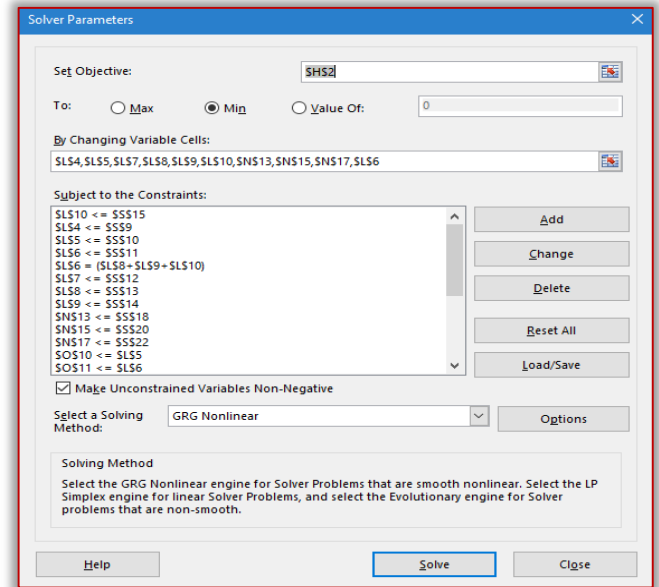 Solver Parameters
Set Objective:
$H$2
To:
Max
Min
Value Of:
0
By Changing Variable Cells:
$L$4,$L$5,$L$7,$L$8,$L$9,$L$10,$N$13,$N$15,$N$17,$L$6
Subject to the Constraints:
$L$10 <= $S$15
$L$4 <= $S$9
$L$5 <= $S$10
$L$6 <= $S$11
$L$6 = ($L$8+$L$9+$L$10)
$L$7 <= $S$12
$L$8 <= $S$13
$L$9 <= $S$14
$N$13 <= $S$18
$N$15 <= $S$20
$N$17 <= $S$22
$O$10 <= $L$5
$O$11 <= $L$6
Add
Change
Delete
Reset All
Load/Save
Make Unconstrained Variables Non-Negative
Select a Solving
Method:
GRG Nonlinear
Options
Solving Method
Select the GRG Nonlinear engine for Solver Problems that are smooth nonlinear. Select the LP
Simplex engine for linear Solver Problems, and select the Evolutionary engine for Solver
problems that are non-smooth.
Help
Solve
Close